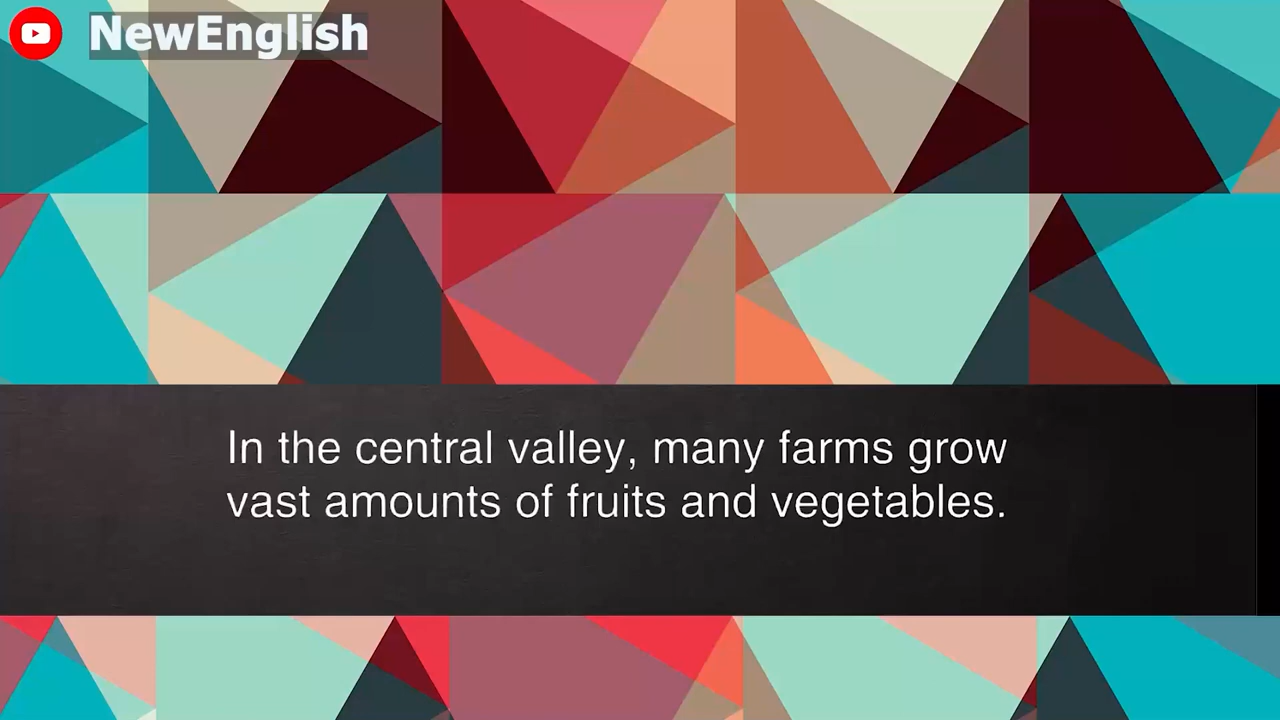 NewEnglish
In the central valley, many farms grow
vast amounts of fruits and vegetables.